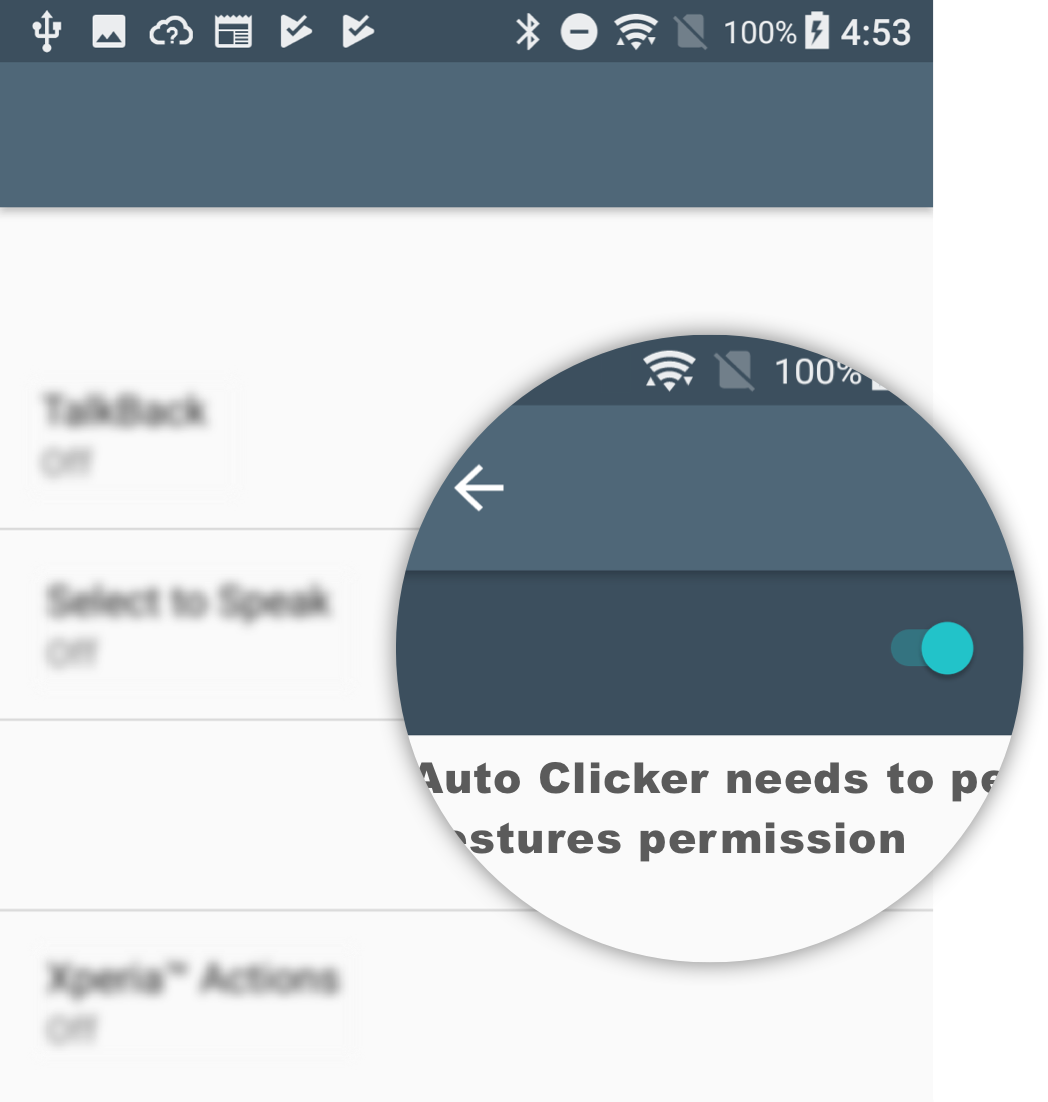 100% 4:53
TalkBack
Off
Select to Speak
Off
100%
Auto Clicker needs to pe
estures permission
Xperia™ Actions
Off